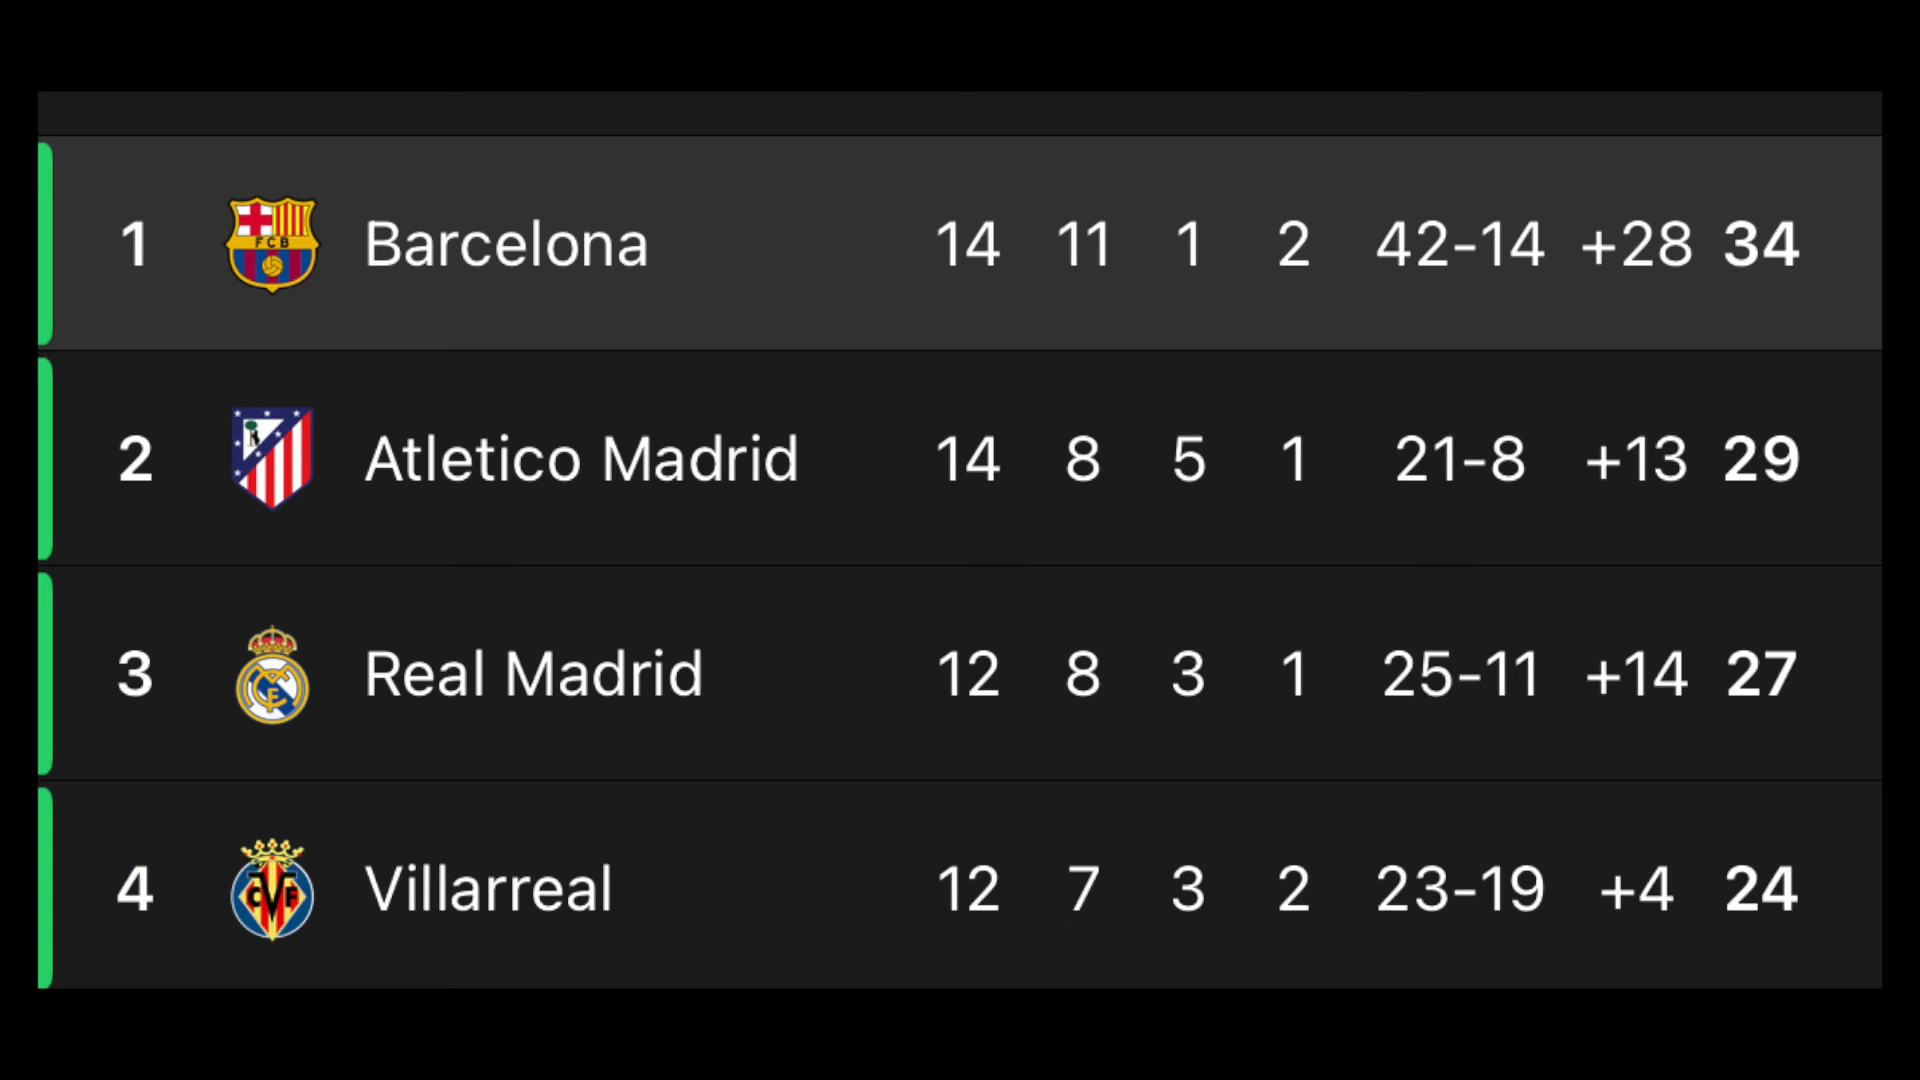 1 FCB Barcelona 14 11 1 2 42-14 +28 34
2 Atletico Madrid 14 8 5 1 21-8 +13 29
3 Real Madrid 12 8 3 1 25-11 +14 27
4 CVF Villarreal 12 7 3 2 23-19 +4 24